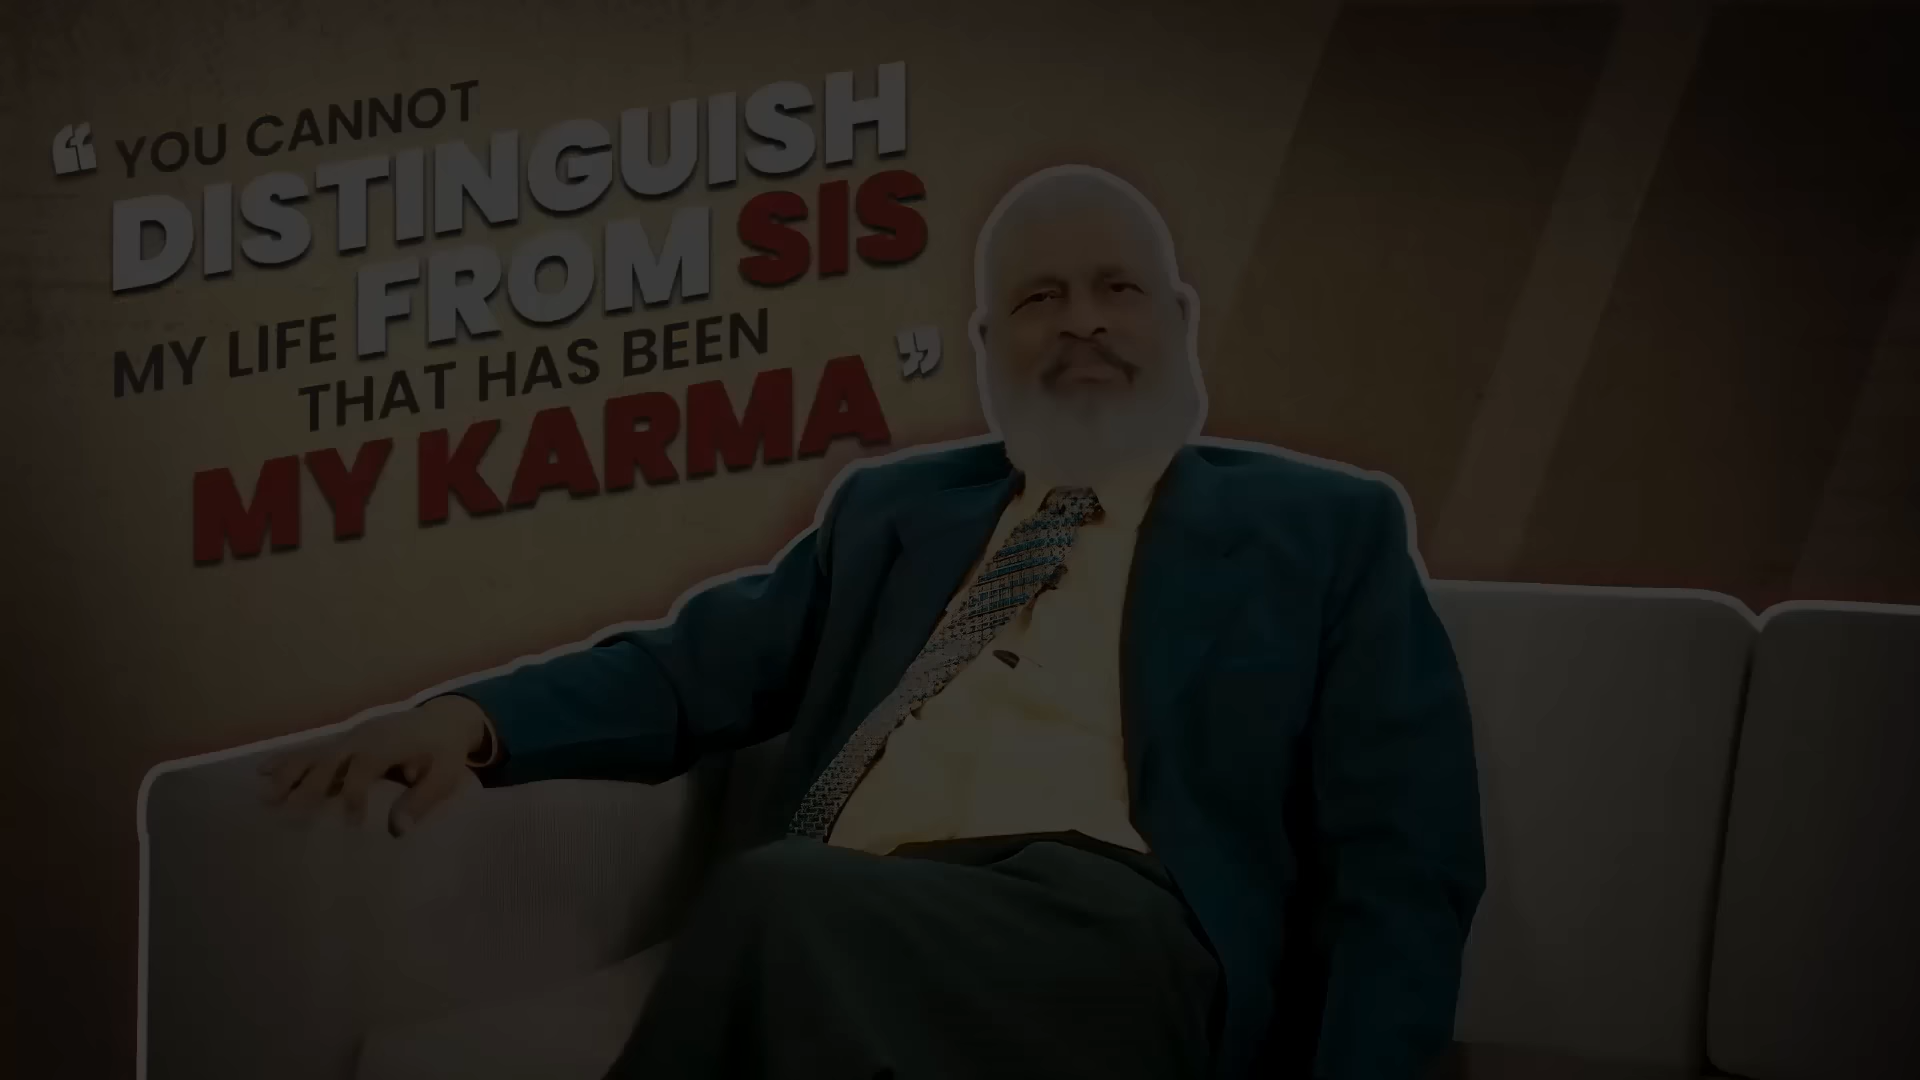 “ YOU CANNOT
DISTINGUISH
MY LIFE FROM SIS
THAT HAS BEEN
MY KARMA ”